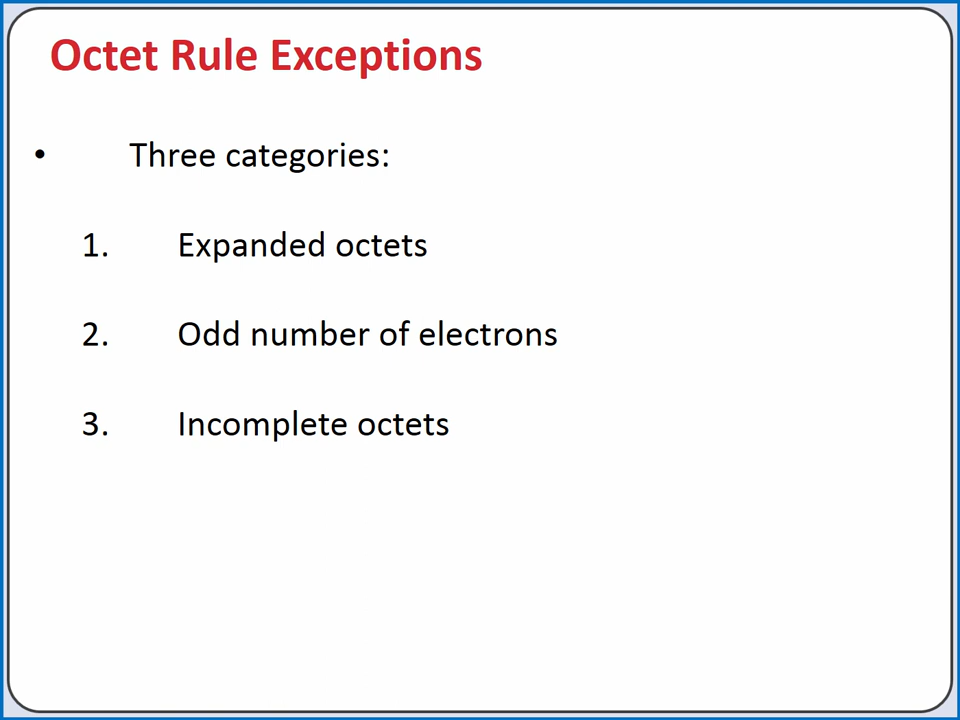 Octet Rule Exceptions
• Three categories:
1. Expanded octets
2. Odd number of electrons
3. Incomplete octets